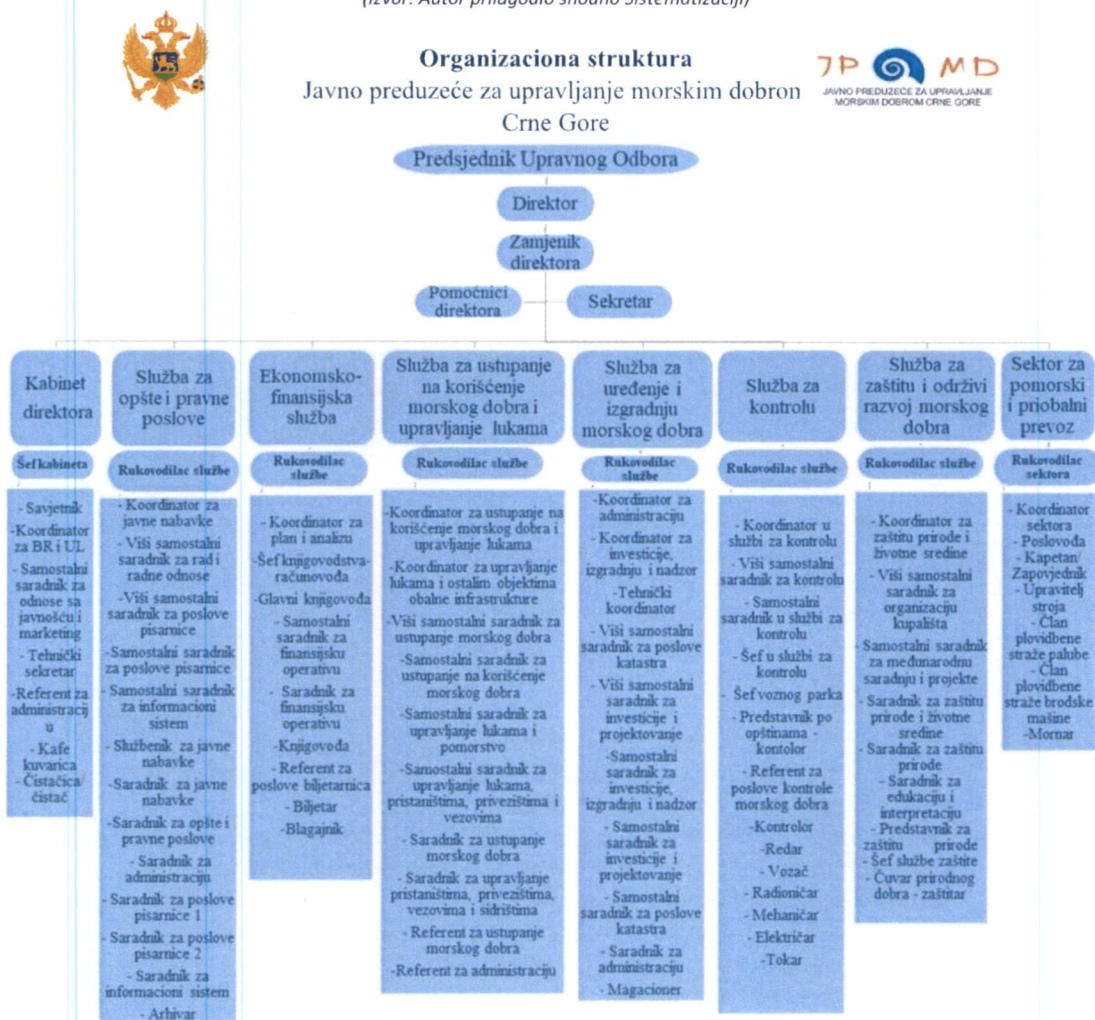 (Izvor: Autor prilagodio shodno Sistematizaciji)
Organizaciona struktura
Javno preduzeće za upravljanje morskim dobron
Crne Gore
JP MD
JAVNO PREDUZEĆE ZA UPRAVLJANJE
MORSKIM DOBROM CRNE GORE
Predsjednik Upravnog Odbora
Direktor
Zamjenik
direktora
Pomoćnici
direktora
Sekretar
Kabinet
direktora
Šef kabineta
- Savjetnik
-Koordinator
za BR i UL
- Samostalni
saradnik za
odnose sa
javnošću i
marketing
- Tehnički
sekretar
-Referent za
administracij
u
- Kafe
kuvarica
- Čistačica/
čistač
Služba za
opšte i pravne
poslove
Rukovodilac službe
- Koordinator za
javne nabavke
- Viši samostalni
saradnik za rad i
radne odnose
-Viši samostalni
saradnik za poslove
pisarnice
-Samostalni saradnik
za poslove pisarnice
- Samostalni saradnik
za informacioni
sistem
- Službenik za javne
nabavke
-Saradnik za javne
nabavke
-Saradnik za opšte i
pravne poslove
- Saradnik za
administraciju
- Saradnik za poslove
pisarnice 1
- Saradnik za poslove
pisarnice 2
- Saradnik za
informacioni sistem
- Arhivar
Ekonomsko-
finansijska
služba
Rukovodilac
službe
- Koordinator za
plan i analizu
-Šef knjigovodstva-
računovođa
-Glavni knjigovođa
- Samostalni
saradnik za
finansijsku
operativu
- Saradnik za
finansijsku
operativu
-Knjigovođa
- Referent za
poslove biljetarnica
- Biljetar
-Blagajnik
Služba za ustupanje
na korišćenje
morskog dobra i
upravljanje lukama
Rukovodilac službe
-Koordinator za ustupanje na
korišćenje morskog dobra i
upravljanje lukama
-Koordinator za upravljanje
lukama i ostalim objektima
obalne infrastrukture
-Viši samostalni saradnik za
ustupanje morskog dobra
-Samostalni saradnik za
ustupanje na korišćenje
morskog dobra
-Samostalni saradnik za
upravljanje lukama i
pomorstvo
-Samostalni saradnik za
upravljanje lukama,
pristaništima, privezištima i
vezovima
- Saradnik za ustupanje
morskog dobra
- Saradnik za upravljanje
pristaništima, privezištima,
vezovima i sidrištima
- Referent za ustupanje
morskog dobra
-Referent za administraciju
Služba za
uređenje i
izgradnju
morskog dobra
Rukovodilac
službe
-Koordinator za
administraciju
- Koordinator za
investicije,
izgradnju i nadzor
-Tehnički
koordinator
- Viši samostalni
saradnik za poslove
katastra
- Viši samostalni
saradnik za
investicije i
projektovanje
- Samostalni
saradnik za
investicije,
izgradnju i nadzor
- Samostalni
saradnik za
investicije i
projektovanje
- Samostalni
saradnik za poslove
katastra
- Saradnik za
administraciju
- Magacioner
Služba za
kontrolu
Rukovodilac službe
- Koordinator u
službi za kontrolu
- Viši samostalni
saradnik za kontrolu
- Samostalni
saradnik u službi za
kontrolu
- Šef u službi za
kontrolu
- Šef voznog parka
- Predstavnik po
opštinama -
kontolor
- Referent za
poslove kontrole
morskog dobra
-Kontrolor
-Redar
- Vozač
- Radioničar
- Mehaničar
- Električar
-Tokar
Služba za
zaštitu i održivi
razvoj morskog
dobra
Rukovodilac službe
- Koordinator za
zaštitu prirode i
životne sredine
- Viši samostalni
saradnik za
organizaciju
kupališta
- Samostalni saradnik
za međunarodnu
saradnju i projekte
- Saradnik za zaštitu
prirode i životne
sredine
- Saradnik za zaštitu
prirode
- Saradnik za
edukaciju i
interpretaciju
- Predstavnik za
zaštitu prirode
- Šef službe zaštite
- Čuvar prirodnog
dobra - zaštitar
Sektor za
pomorski
i priobalni
prevoz
Rukovodilac
sektora
- Koordinator
sektora
- Poslovođa
- Kapetan/
Zapovjednik
- Upravitelj
stroja
- Član
plovidbene
straže palube
- Član
plovidbene
straže brodske
mašine
-Mornar